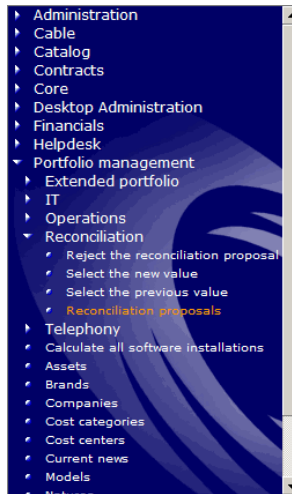 Administration
Cable
Catalog
Contracts
Core
Desktop Administration
Financials
Helpdesk
Portfolio management
Extended portfolio
IT
Operations
Reconciliation
Reject the reconciliation proposal
Select the new value
Select the previous value
Reconciliation proposals
Telephony
Calculate all software installations
Assets
Brands
Companies
Cost categories
Cost centers
Current news
Models